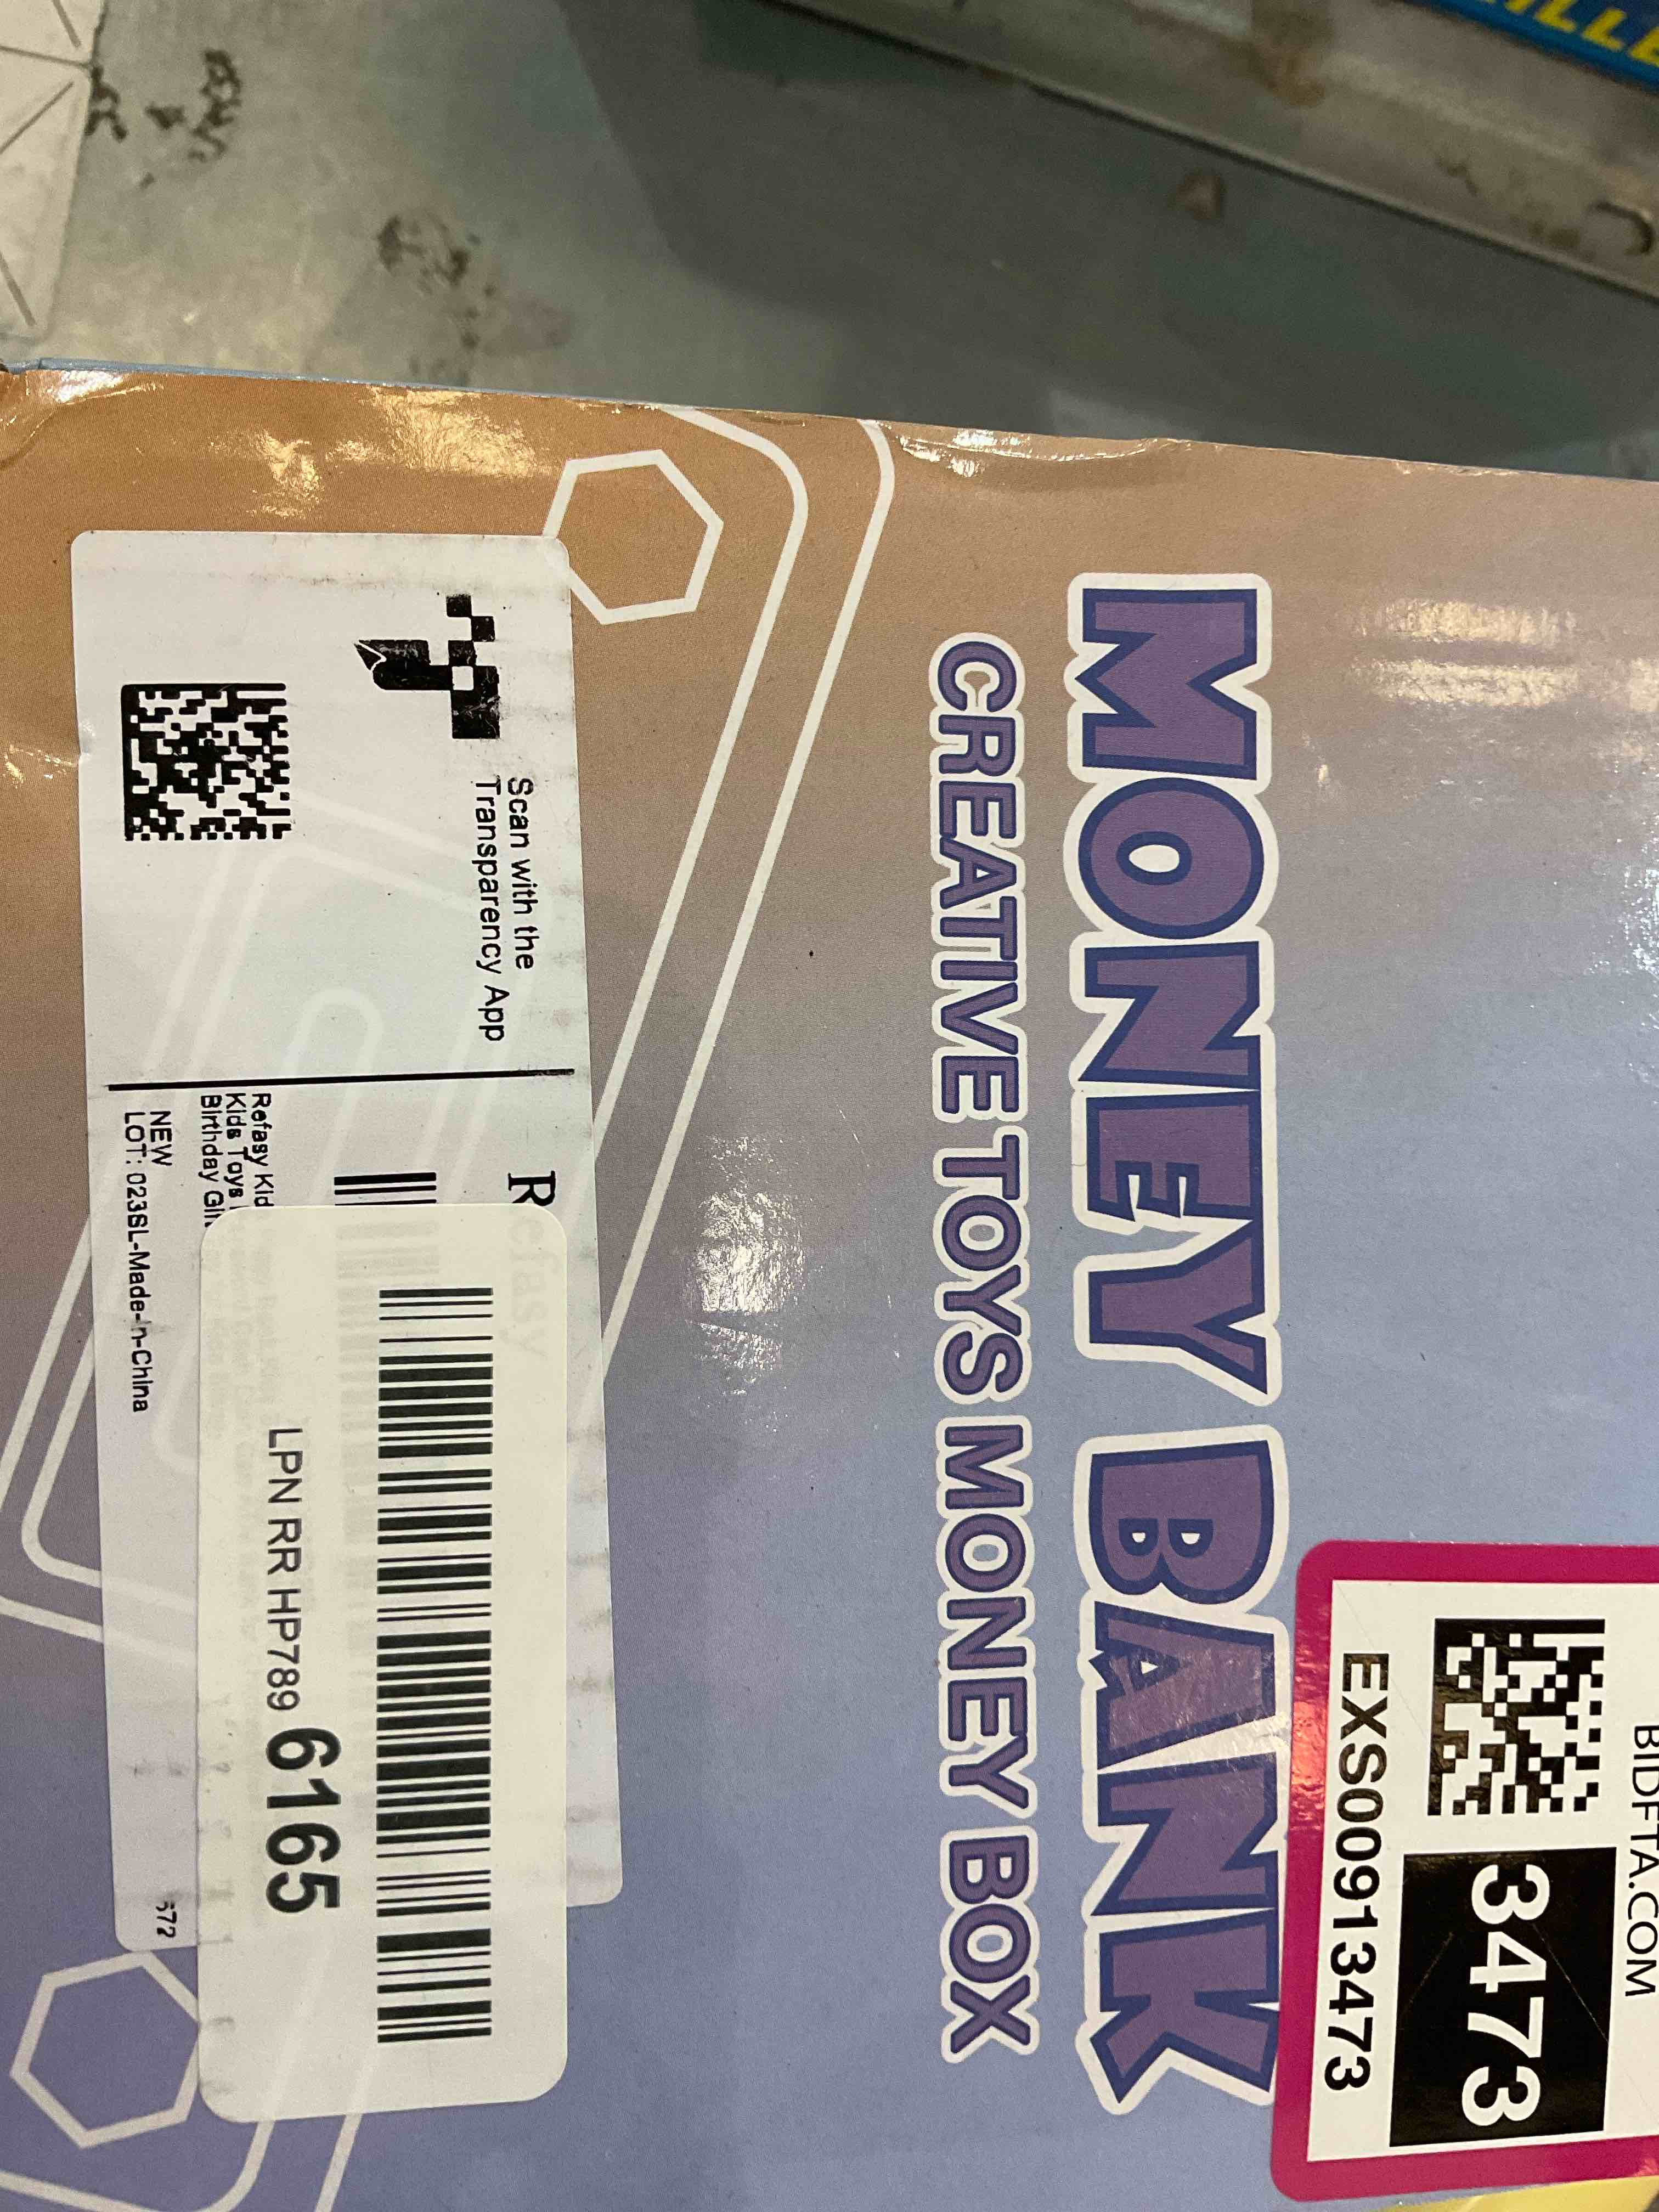 BIDFTA.COM
3473
EXS00913473
MONEY BANK
CREATIVE TOYS MONEY BOX
Scan with the
Transparency App
Refasy
Refasy Kid
Kids Toys
Birthday
NEW
LOT: 023SL-Made-in-China
LPN RR HP789 6165